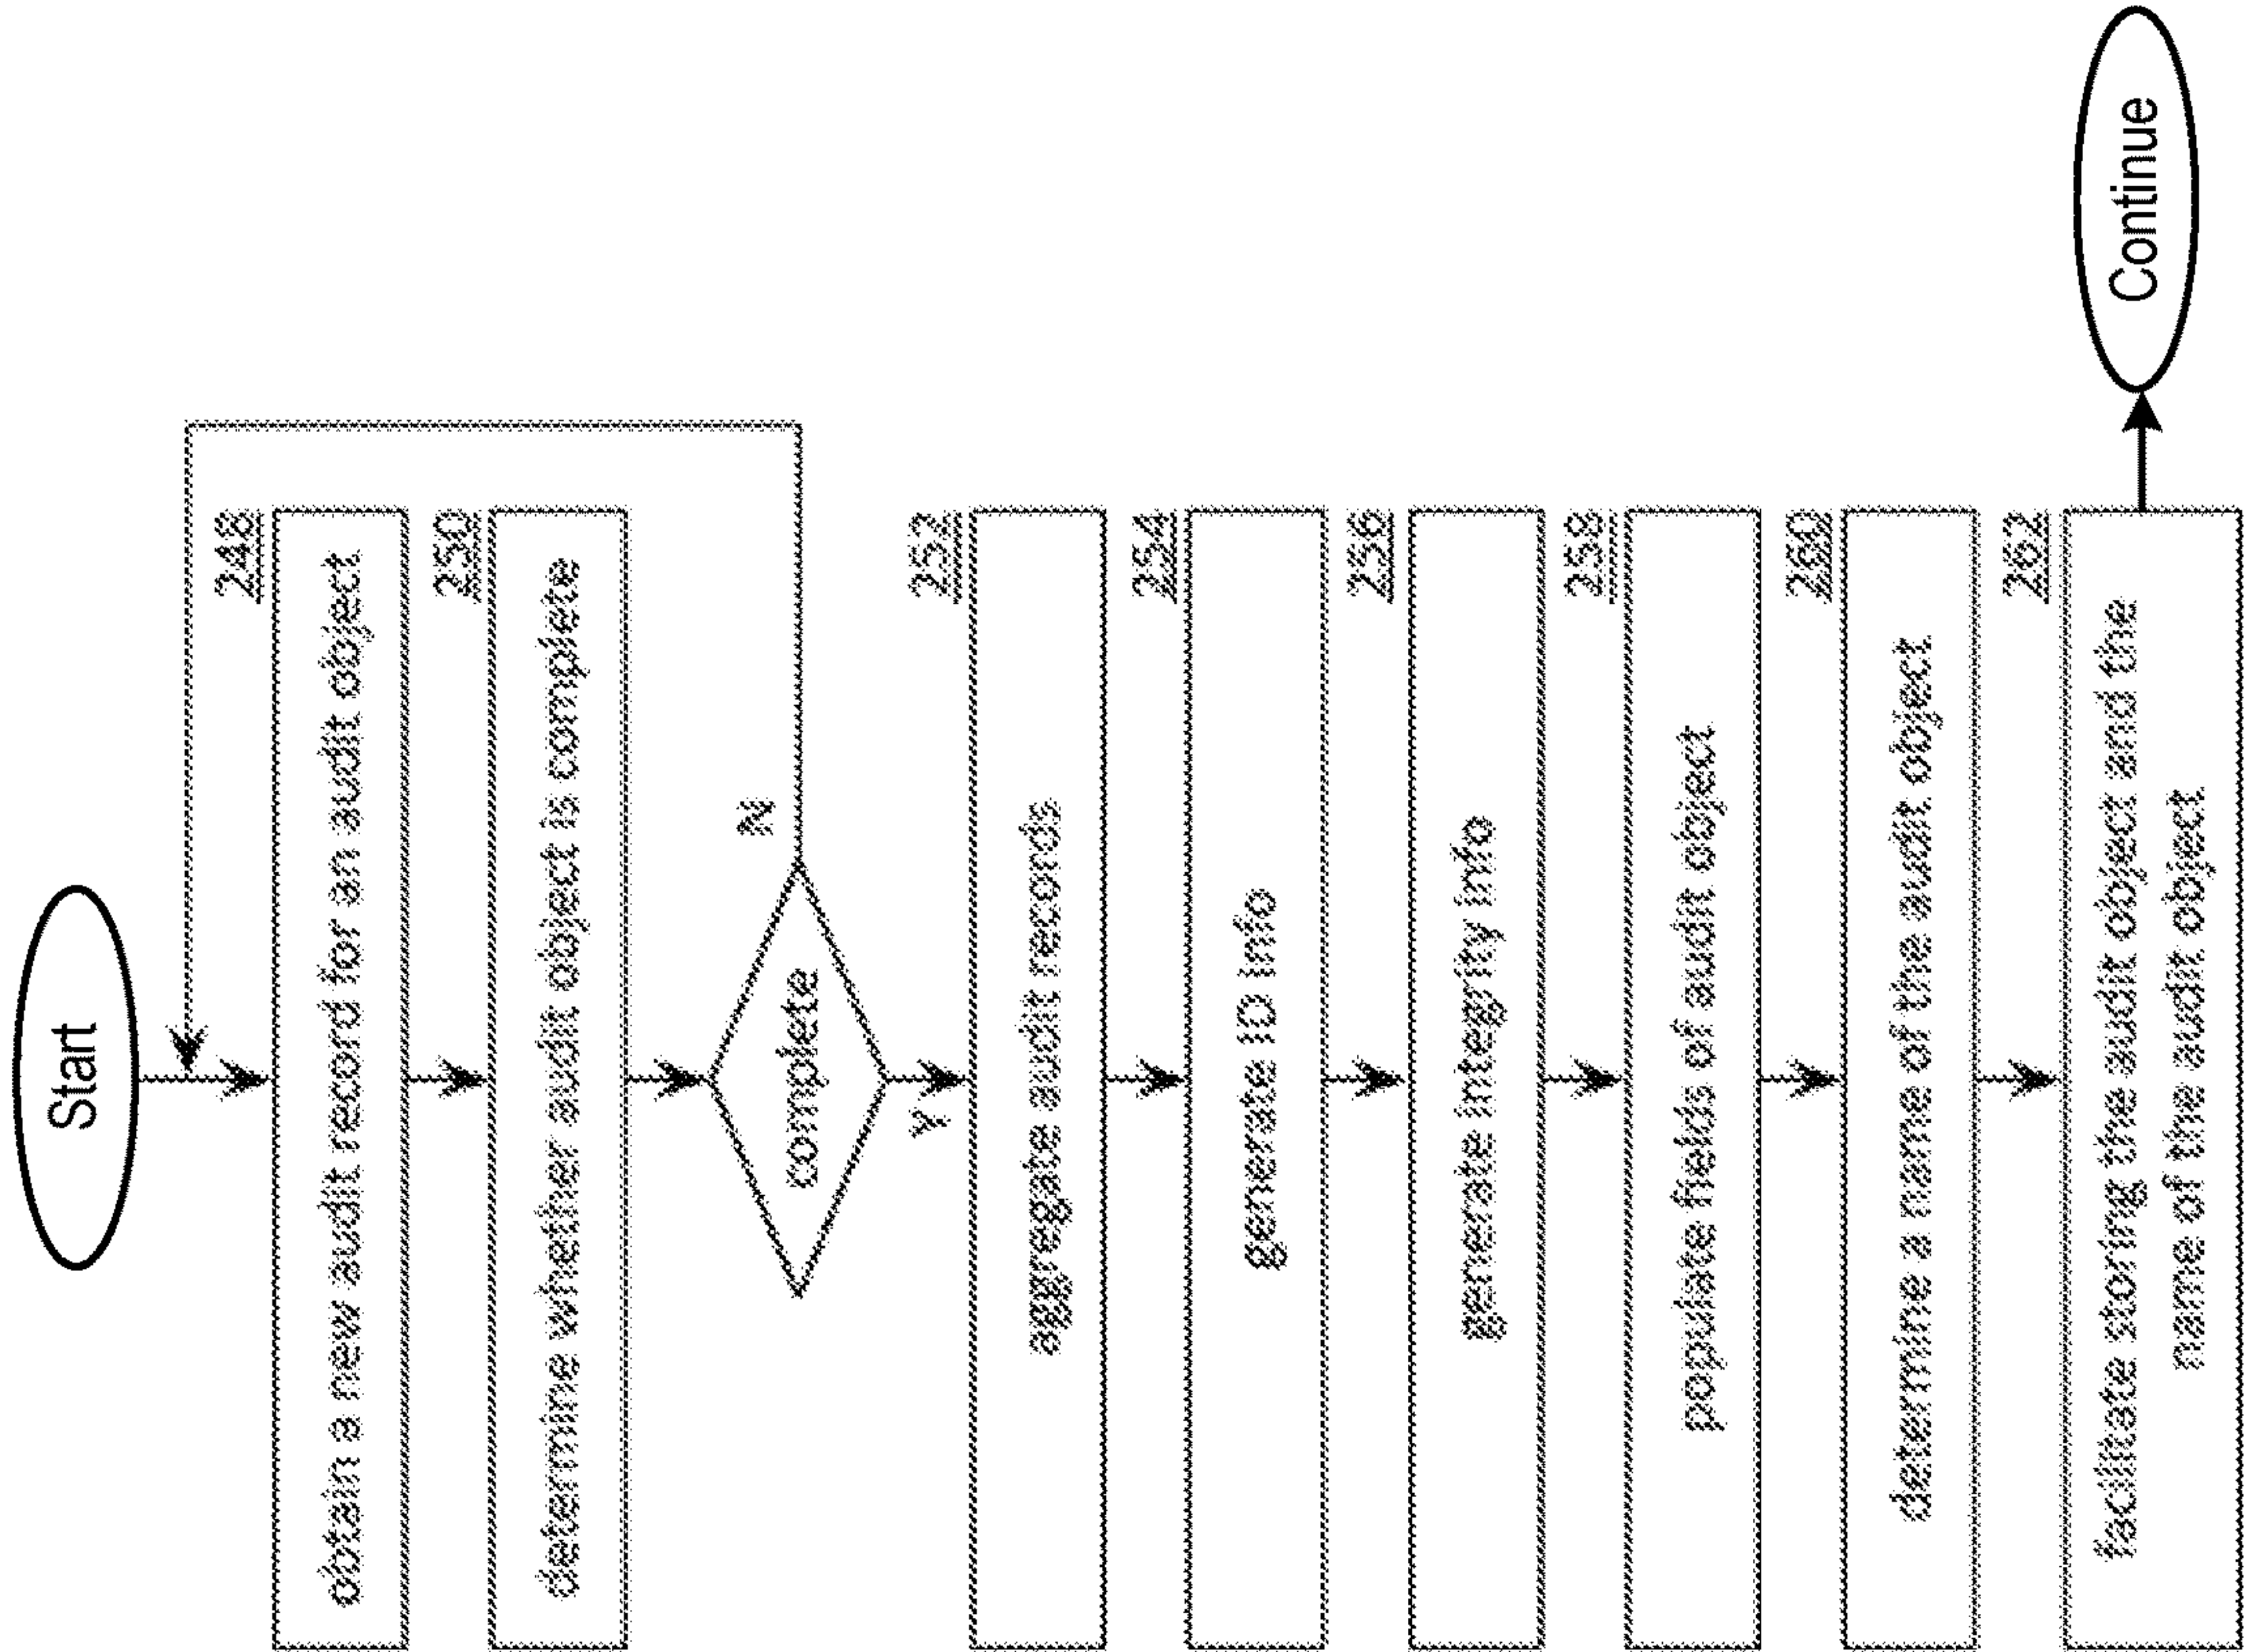 Start
248
obtain a new audit record for an audit object
250
determine whether audit object is complete
complete
N
Y
252
aggregate audit records
254
generate ID info
256
generate integrity info
258
populate fields of audit object
260
determine a name of the audit object
262
facilitate storing the audit object and the
name of the audit object
Continue